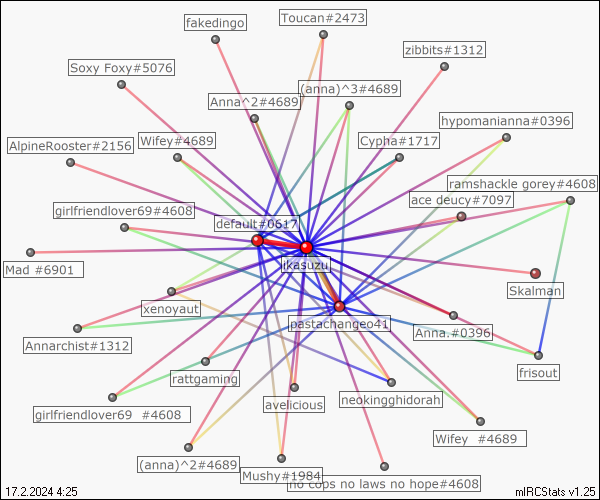 Toucan#2473
fakedingo
zibbits#1312
Soxy Foxy#5076
(anna)^3#4689
Anna^2#4689
hypomanianna#0396
Wifey#4689
Cypha#1717
AlpineRooster#2156
ramshackle gorey#4608
ace deucy#7097
girlfriendlover69#4608
default#0617
ikasuzu
Mad #6901
Skalman
xenoyaut
pastachangeo41
Anna.#0396
Annarchist#1312
frisout
rattgaming
avelicious
neokingghidorah
girlfriendlover69  #4608
Wifey  #4689
(anna)^2#4689
Mushy#1984
no cops no laws no hope#4608
17.2.2024 4:25
mIRCStats v1.25